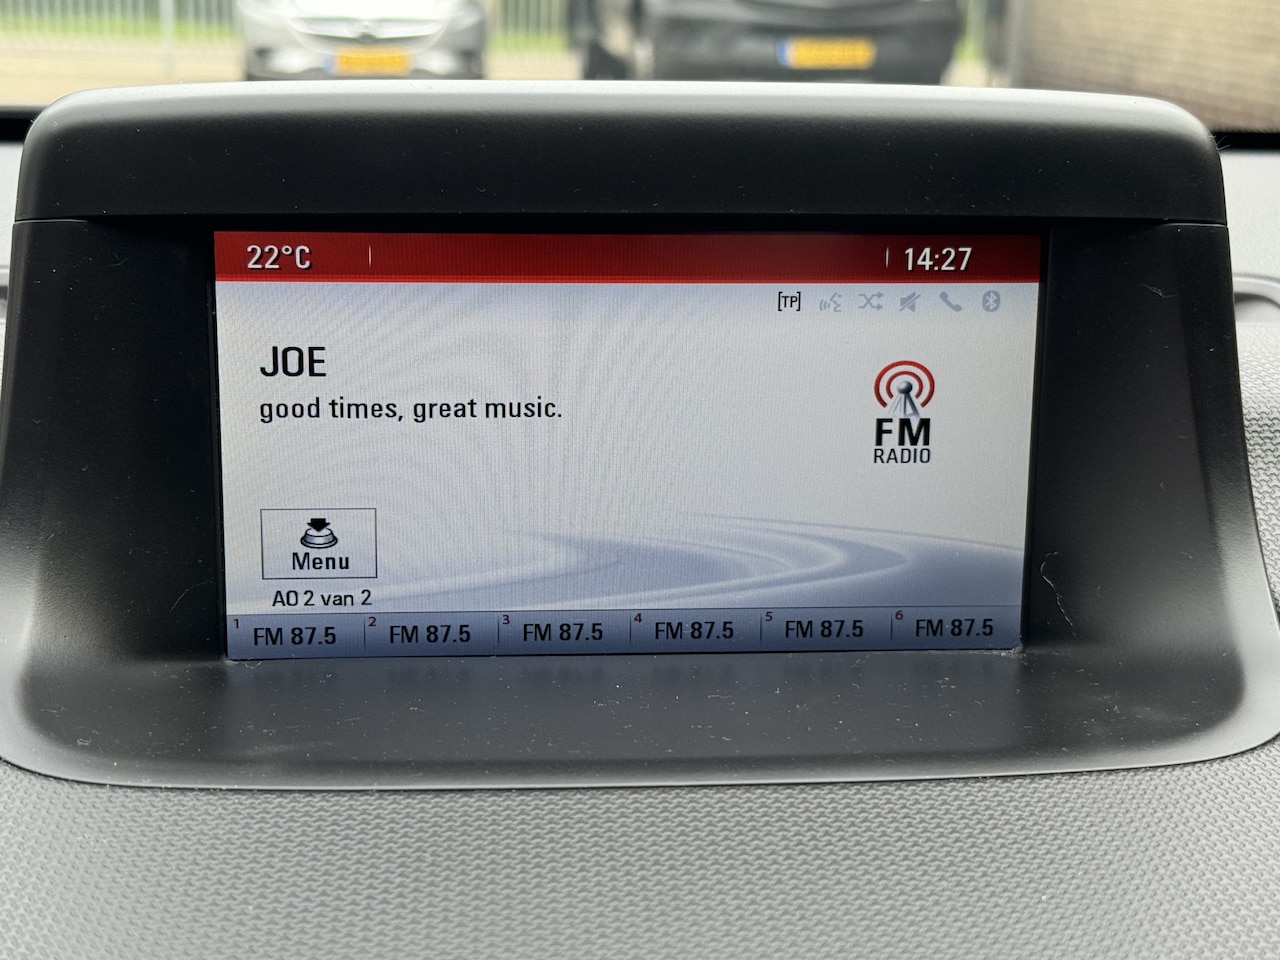 22°C 14:27
[TP]
JOE
good times, great music.
FM
RADIO
Menu
AO 2 van 2
1 FM 87.5 2 FM 87.5 3 FM 87.5 4 FM 87.5 5 FM 87.5 6 FM 87.5